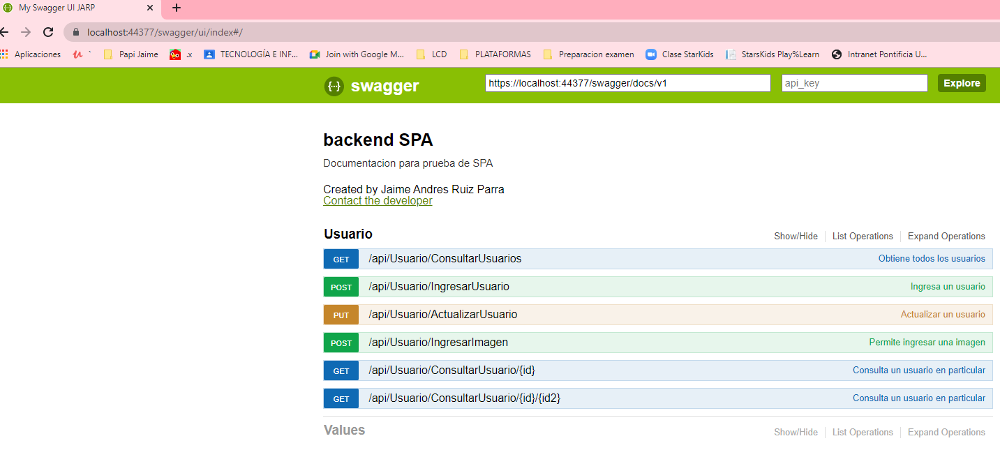 My Swagger UI JARP
localhost:44377/swagger/ui/index#/
Aplicaciones ` Papi Jaime .x TECNOLOGÍA E INF... Join with Google M... LCD PLATAFORMAS Preparacion examen Clase StarKids StarsKids Play%Learn Intranet Pontificia U...
{··} swagger https://localhost:44377/swagger/docs/v1 api_key Explore
backend SPA
Documentacion para prueba de SPA
Created by Jaime Andres Ruiz Parra
Contact the developer
Usuario Show/Hide List Operations Expand Operations
GET /api/Usuario/ConsultarUsuarios Obtiene todos los usuarios
POST /api/Usuario/IngresarUsuario Ingresa un usuario
PUT /api/Usuario/ActualizarUsuario Actualizar un usuario
POST /api/Usuario/IngresarImagen Permite ingresar una imagen
GET /api/Usuario/ConsultarUsuario/{id} Consulta un usuario en particular
GET /api/Usuario/ConsultarUsuario/{id}/{id2} Consulta un usuario en particular
Values Show/Hide List Operations Expand Operations